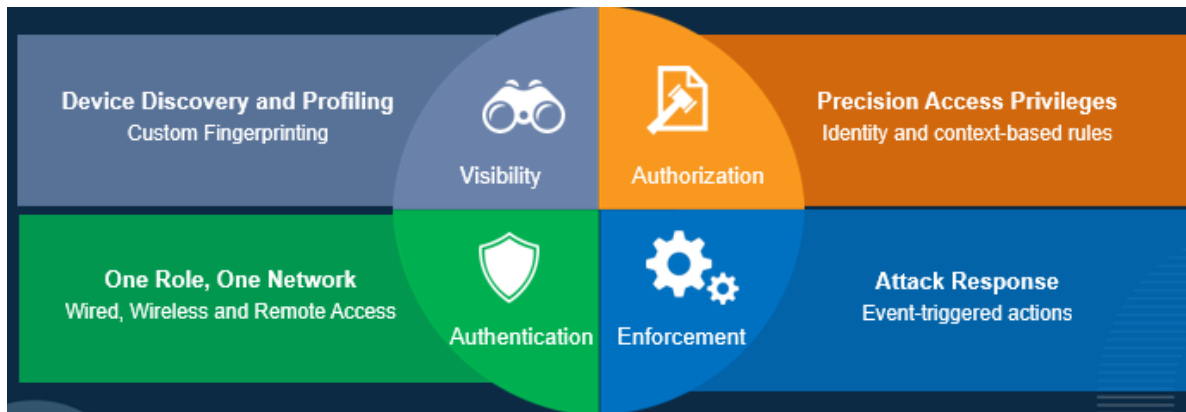 Device Discovery and Profiling
Custom Fingerprinting
Visibility
Authorization
Precision Access Privileges
Identity and context-based rules
One Role, One Network
Wired, Wireless and Remote Access
Authentication
Enforcement
Attack Response
Event-triggered actions